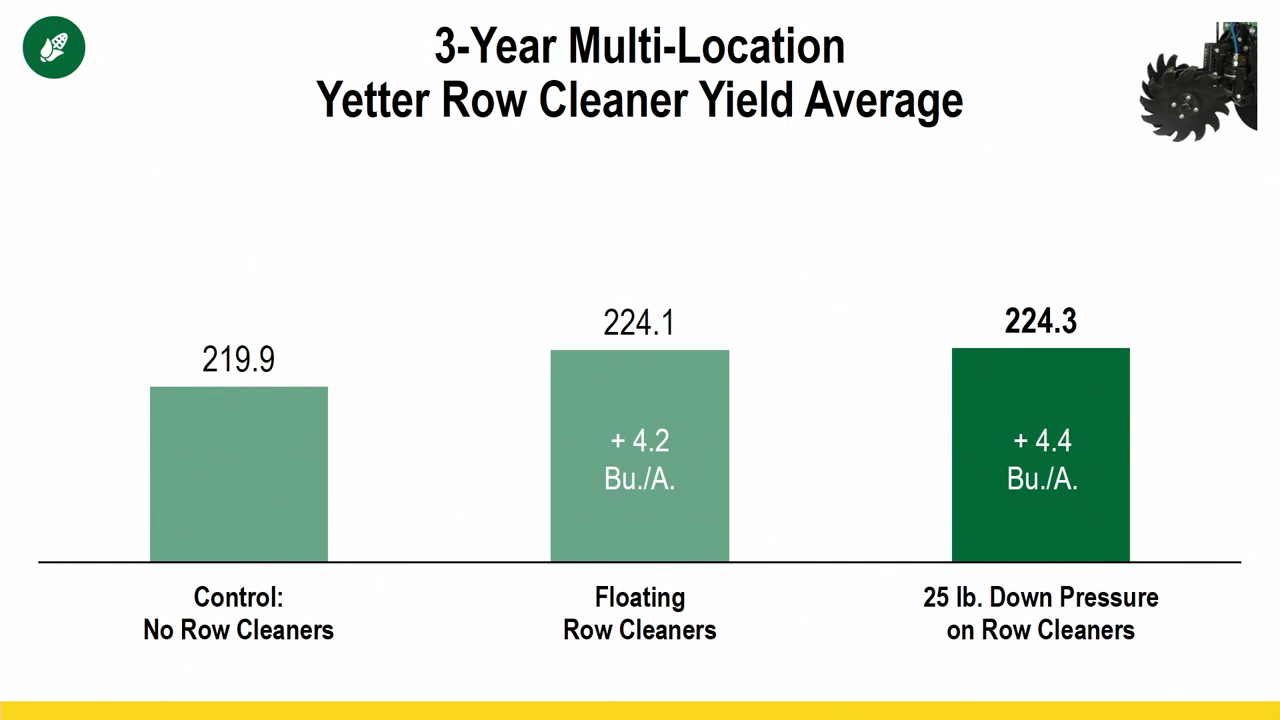 3-Year Multi-Location
Yetter Row Cleaner Yield Average
219.9
224.1
224.3
+ 4.2
Bu./A.
+ 4.4
Bu./A.
Control:
No Row Cleaners
Floating
Row Cleaners
25 lb. Down Pressure
on Row Cleaners